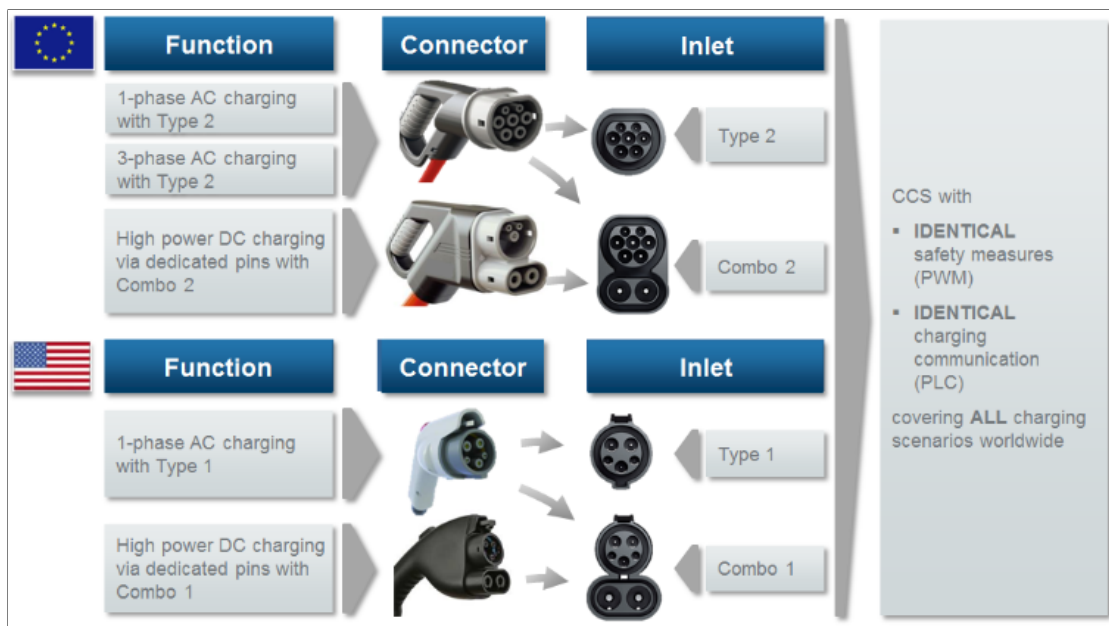 Function
Connector
Inlet
1-phase AC charging
with Type 2
3-phase AC charging
with Type 2
Type 2
High power DC charging
via dedicated pins with
Combo 2
Combo 2
Function
Connector
Inlet
1-phase AC charging
with Type 1
Type 1
High power DC charging
via dedicated pins with
Combo 1
Combo 1
CCS with
▪ IDENTICAL
safety measures
(PWM)
▪ IDENTICAL
charging
communication
(PLC)
covering ALL charging
scenarios worldwide